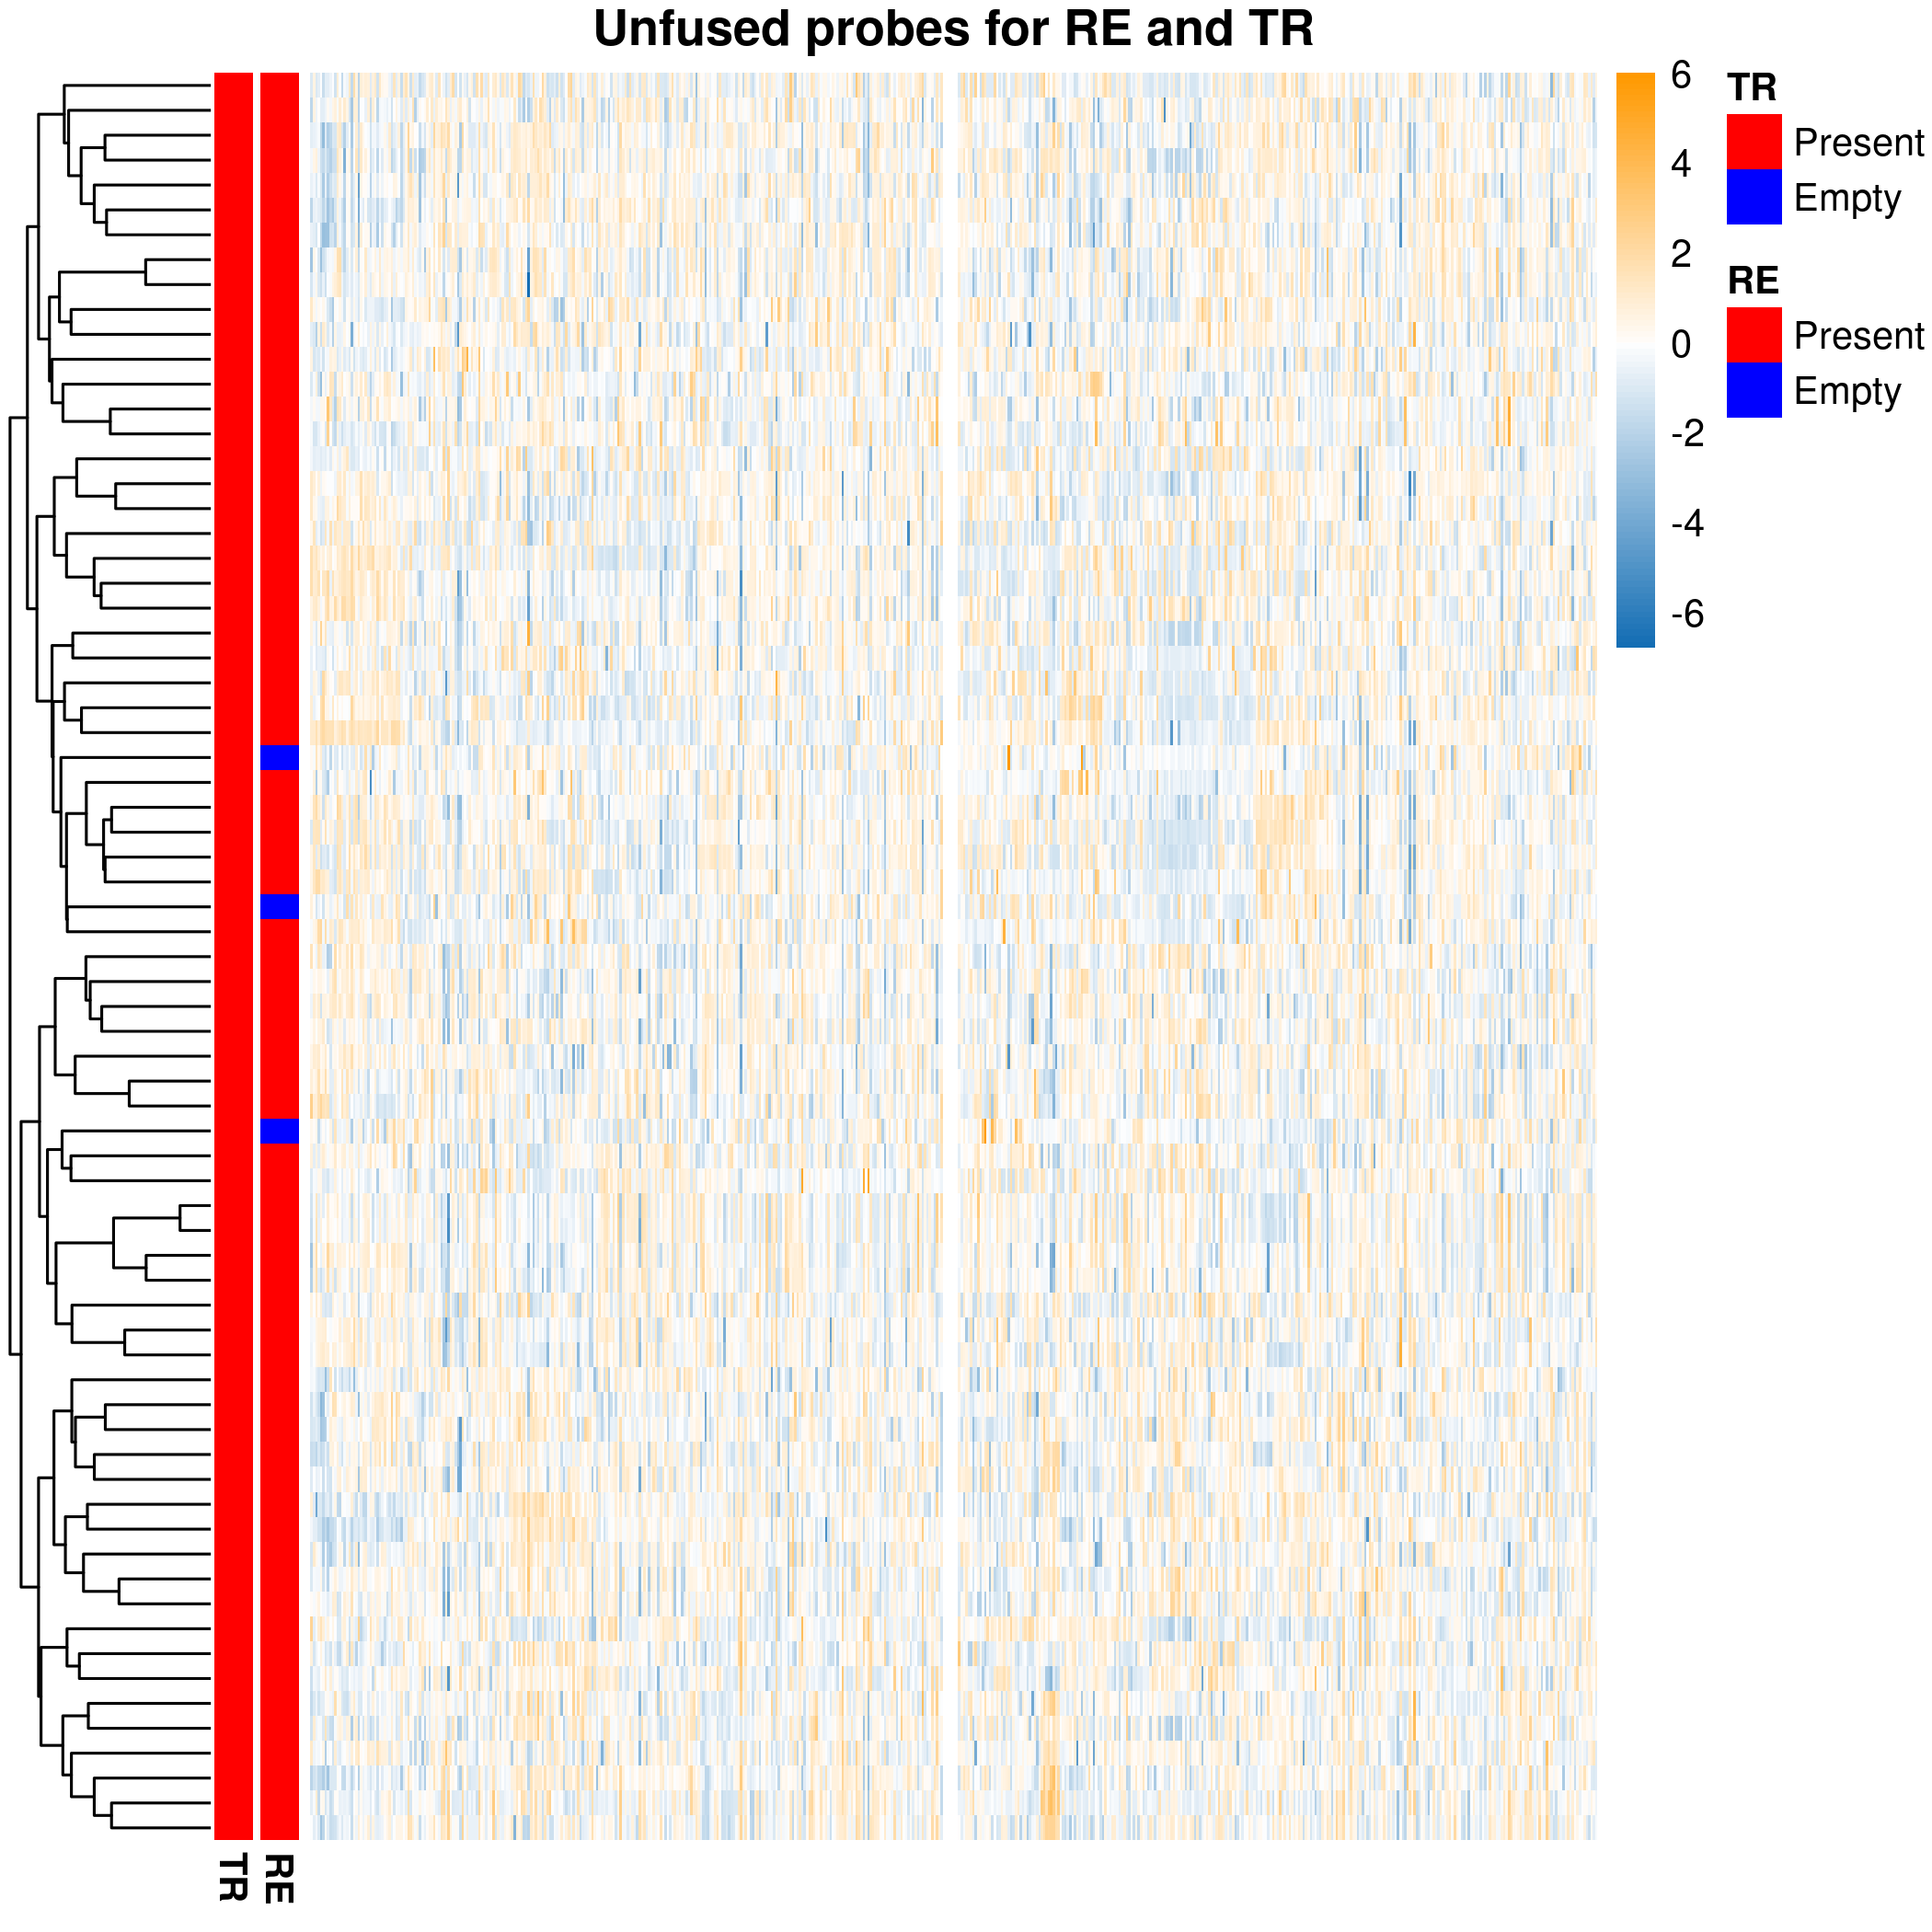 Unfused probes for RE and TR
6
4
2
0
-2
-4
-6
TR
Present
Empty
RE
Present
Empty
TR
RE